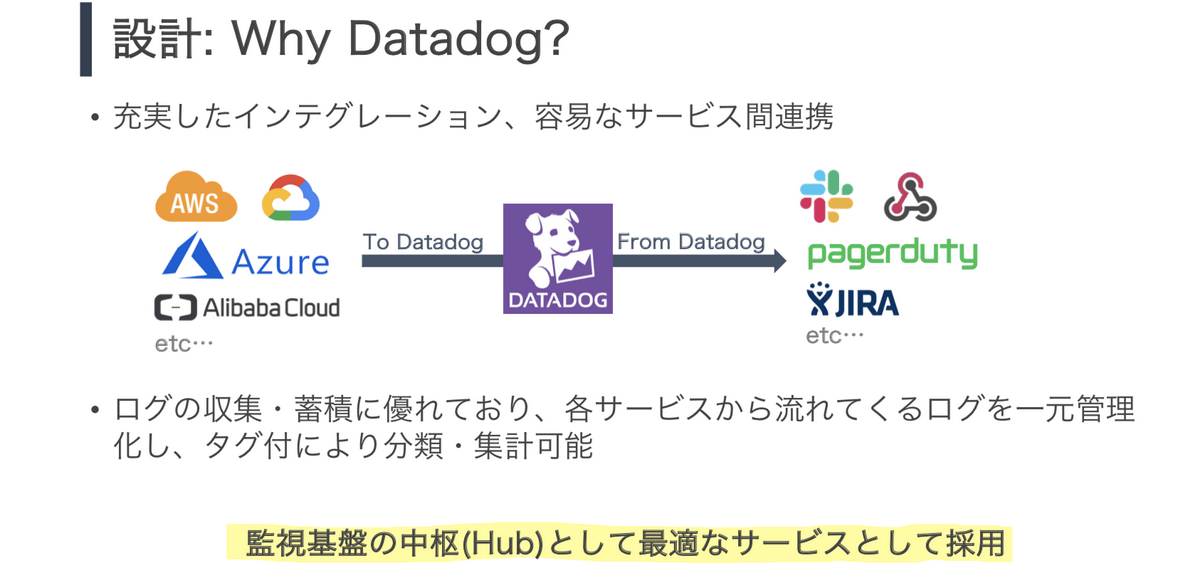 設計: Why Datadog?
• 充実したインテグレーション、容易なサービス間連携
AWS
Azure
Alibaba Cloud
etc…
To Datadog
DATADOG
From Datadog
pagerduty
JIRA
etc…
• ログの収集・蓄積に優れており、各サービスから流れてくるログを一元管理
化し、タグ付により分類・集計可能
監視基盤の中枢(Hub)として最適なサービスとして採用